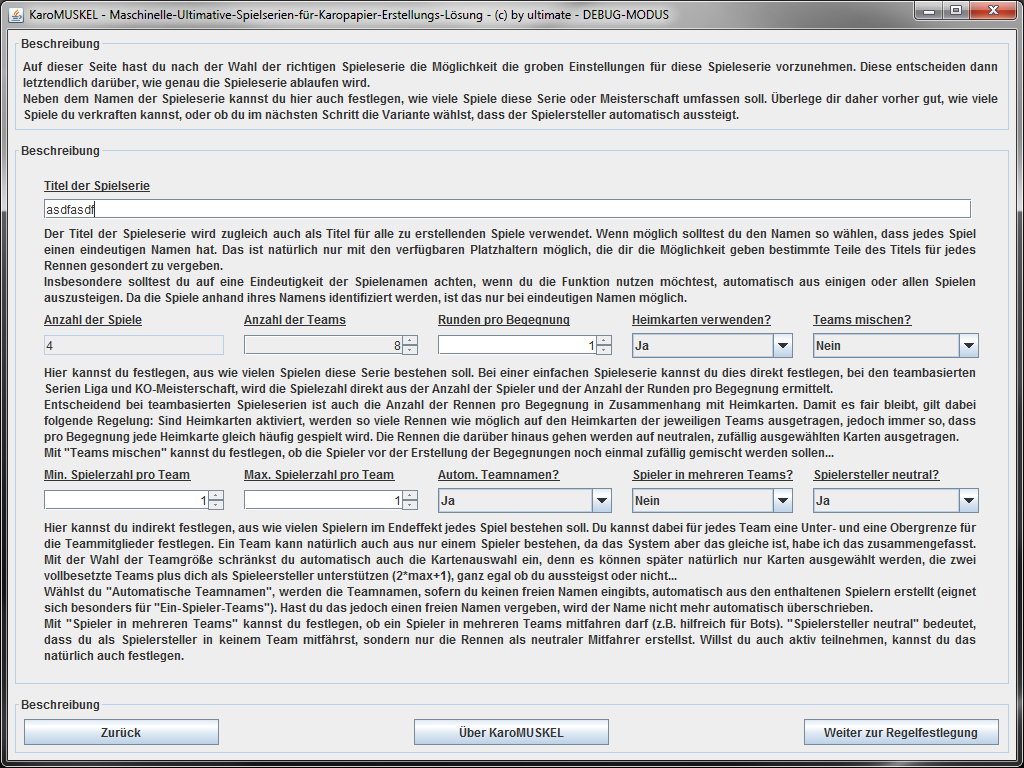 KaroMUSKEL - Maschinelle-Ultimative-Spielserien-für-Karopapier-Erstellungs-Lösung - (c) by ultimate - DEBUG-MODUS
Beschreibung
Auf dieser Seite hast du nach der Wahl der richtigen Spieleserie die Möglichkeit die groben Einstellungen für diese Spieleserie vorzunehmen. Diese entscheiden dann
letztendlich darüber, wie genau die Spieleserie ablaufen wird.
Neben dem Namen der Spieleserie kannst du hier auch festlegen, wie viele Spiele diese Serie oder Meisterschaft umfassen soll. Überlege dir daher vorher gut, wie viele
Spiele du verkraften kannst, oder ob du im nächsten Schritt die Variante wählst, dass der Spielersteller automatisch aussteigt.
Beschreibung
Titel der Spielserie
asdfasdf
Der Titel der Spieleserie wird zugleich auch als Titel für alle zu erstellenden Spiele verwendet. Wenn möglich solltest du den Namen so wählen, dass jedes Spiel
einen eindeutigen Namen hat. Das ist natürlich nur mit den verfügbaren Platzhaltern möglich, die dir die Möglichkeit geben bestimmte Teile des Titels für jedes
Rennen gesondert zu vergeben.
Insbesondere solltest du auf eine Eindeutigkeit der Spielenamen achten, wenn du die Funktion nutzen möchtest, automatisch aus einigen oder allen Spielen
auszusteigen. Da die Spiele anhand ihres Namens identifiziert werden, ist das nur bei eindeutigen Namen möglich.
Anzahl der Spiele Anzahl der Teams Runden pro Begegnung Heimkarten verwenden? Teams mischen?
4 8 1 Ja Nein
Hier kannst du festlegen, aus wie vielen Spielen diese Serie bestehen soll. Bei einer einfachen Spieleserie kannst du dies direkt festlegen, bei den teambasierten
Serien Liga und KO-Meisterschaft, wird die Spielezahl direkt aus der Anzahl der Spieler und der Anzahl der Runden pro Begegnung ermittelt.
Entscheidend bei teambasierten Spieleserien ist auch die Anzahl der Rennen pro Begegnung in Zusammenhang mit Heimkarten. Damit es fair bleibt, gilt dabei
folgende Regelung: Sind Heimkarten aktiviert, werden so viele Rennen wie möglich auf den Heimkarten der jeweiligen Teams ausgetragen, jedoch immer so, dass
pro Begegnung jede Heimkarte gleich häufig gespielt wird. Die Rennen die darüber hinaus gehen werden auf neutralen, zufällig ausgewählten Karten ausgetragen.
Mit "Teams mischen" kannst du festlegen, ob die Spieler vor der Erstellung der Begegnungen noch einmal zufällig gemischt werden sollen...
Min. Spielerzahl pro Team Max. Spielerzahl pro Team Autom. Teamnamen? Spieler in mehreren Teams? Spielersteller neutral?
1 1 Ja Nein Ja
Hier kannst du indirekt festlegen, aus wie vielen Spielern im Endeffekt jedes Spiel bestehen soll. Du kannst dabei für jedes Team eine Unter- und eine Obergrenze für
die Teammitglieder festlegen. Ein Team kann natürlich auch aus nur einem Spieler bestehen, da das System aber das gleiche ist, habe ich das zusammengefasst.
Mit der Wahl der Teamgröße schränkst du automatisch auch die Kartenauswahl ein, denn es können später natürlich nur Karten ausgewählt werden, die zwei
vollbesetzte Teams plus dich als Spieleersteller unterstützen (2*max+1), ganz egal ob du aussteigst oder nicht...
Wählst du "Automatische Teamnamen", werden die Teamnamen, sofern du keinen freien Namen eingibts, automatisch aus den enthaltenen Spielern erstellt (eignet
sich besonders für "Ein-Spieler-Teams"). Hast du das jedoch einen freien Namen vergeben, wird der Name nicht mehr automatisch überschrieben.
Mit "Spieler in mehreren Teams" kannst du festlegen, ob ein Spieler in mehreren Teams mitfahren darf (z.B. hilfreich für Bots). "Spielersteller neutral" bedeutet,
dass du als Spielersteller in keinem Team mitfährst, sondern nur die Rennen als neutraler Mitfahrer erstellst. Willst du auch aktiv teilnehmen, kannst du das
natürlich auch festlegen.
Beschreibung
Zurück Über KaroMUSKEL Weiter zur Regelfestlegung